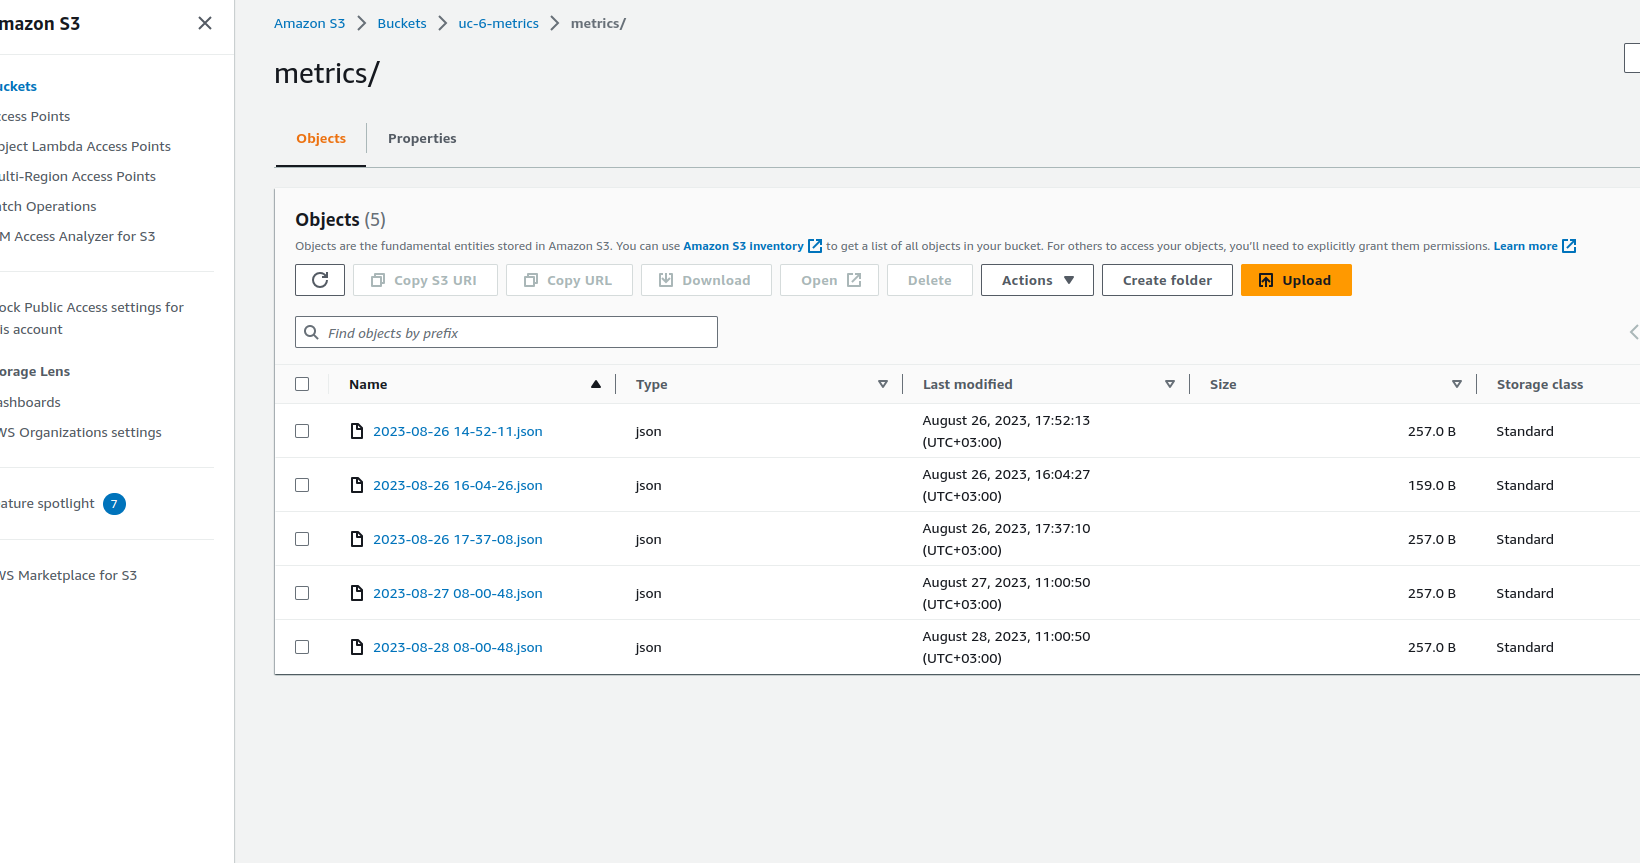 mazon S3
uckets
cess Points
bject Lambda Access Points
ulti-Region Access Points
tch Operations
M Access Analyzer for S3
ock Public Access settings for
is account
orage Lens
ashboards
WS Organizations settings
ature spotlight 7
WS Marketplace for S3
Amazon S3 > Buckets > uc-6-metrics > metrics/
metrics/
Objects Properties
Objects (5)
Objects are the fundamental entities stored in Amazon S3. You can use Amazon S3 inventory to get a list of all objects in your bucket. For others to access your objects, you'll need to explicitly grant them permissions. Learn more
Copy S3 URI Copy URL Download Open Delete Actions Create folder Upload
Find objects by prefix
Name Type Last modified Size Storage class
2023-08-26 14-52-11.json json August 26, 2023, 17:52:13 (UTC+03:00) 257.0 B Standard
2023-08-26 16-04-26.json json August 26, 2023, 16:04:27 (UTC+03:00) 159.0 B Standard
2023-08-26 17-37-08.json json August 26, 2023, 17:37:10 (UTC+03:00) 257.0 B Standard
2023-08-27 08-00-48.json json August 27, 2023, 11:00:50 (UTC+03:00) 257.0 B Standard
2023-08-28 08-00-48.json json August 28, 2023, 11:00:50 (UTC+03:00) 257.0 B Standard